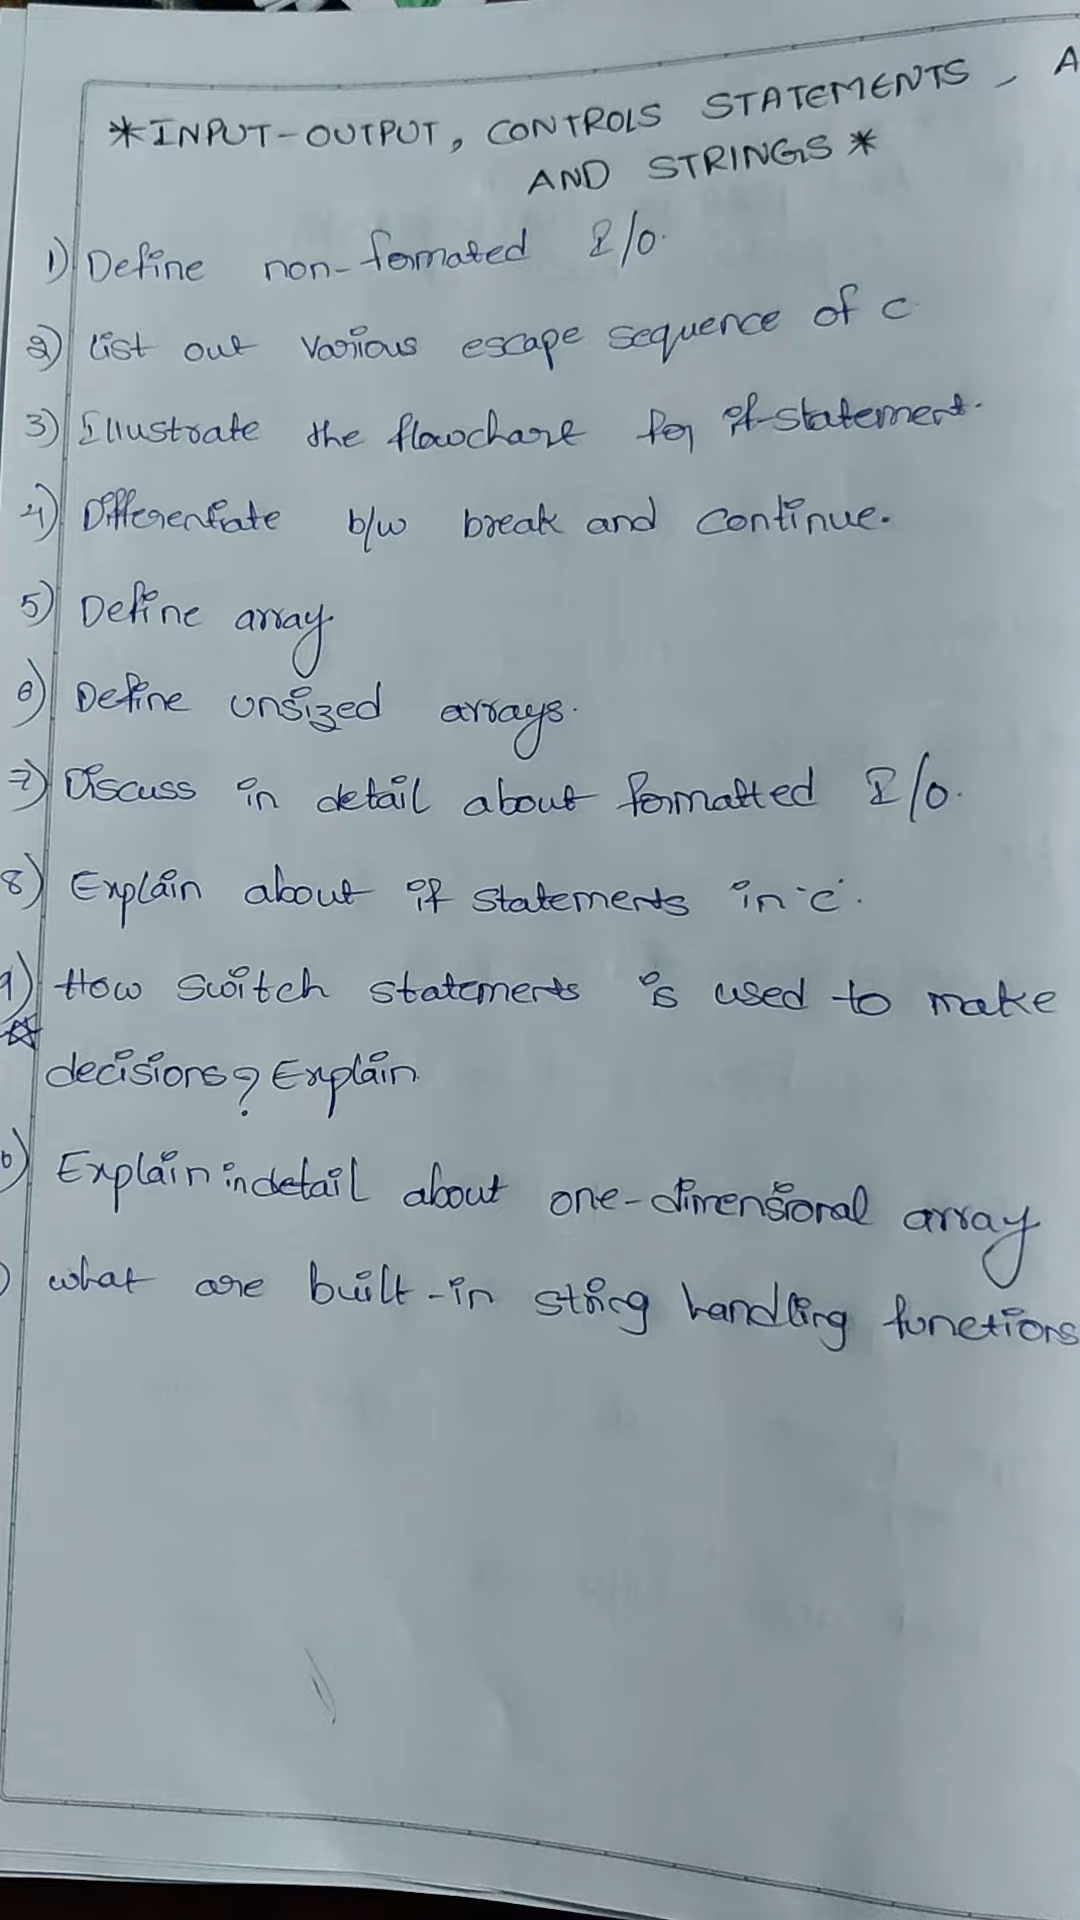 *INPUT-OUTPUT, CONTROLS STATEMENTS, A
AND STRINGS*
1) Define non-formated I/O.
2) List out various escape sequence of c
3) Illustrate the flowchart for if-statement.
4) Differentiate b/w break and continue.
5) Define array
6) Define unsized arrays.
7) Discuss in detail about formatted I/O.
8) Explain about if statements in 'c'.
9) How switch statements is used to make
decisions? Explain.
0) Explain indetail about one-dimensional array
) what are built-in string handling functions